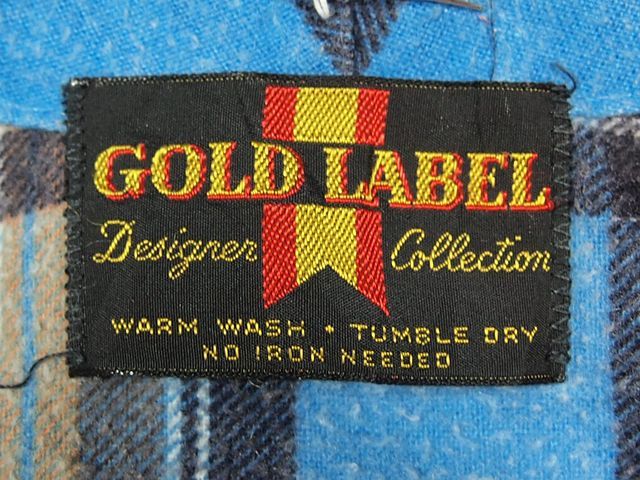 GOLD LABEL
Designer Collection
WARM WASH • TUMBLE DRY
NO IRON NEEDED